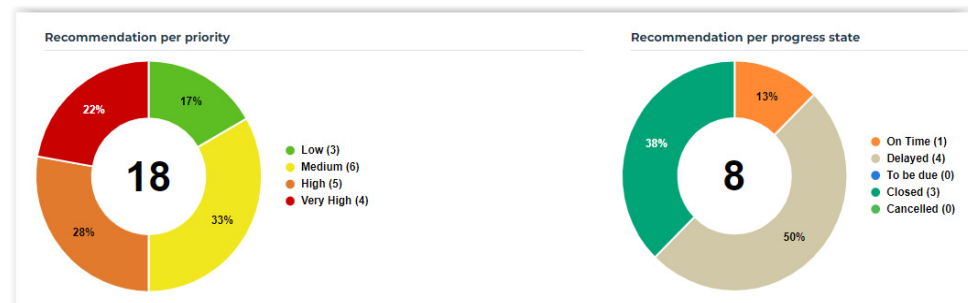 Recommendation per priority
22%
17%
18
33%
28%
Low (3)
Medium (6)
High (5)
Very High (4)
Recommendation per progress state
13%
38%
8
50%
On Time (1)
Delayed (4)
To be due (0)
Closed (3)
Cancelled (0)